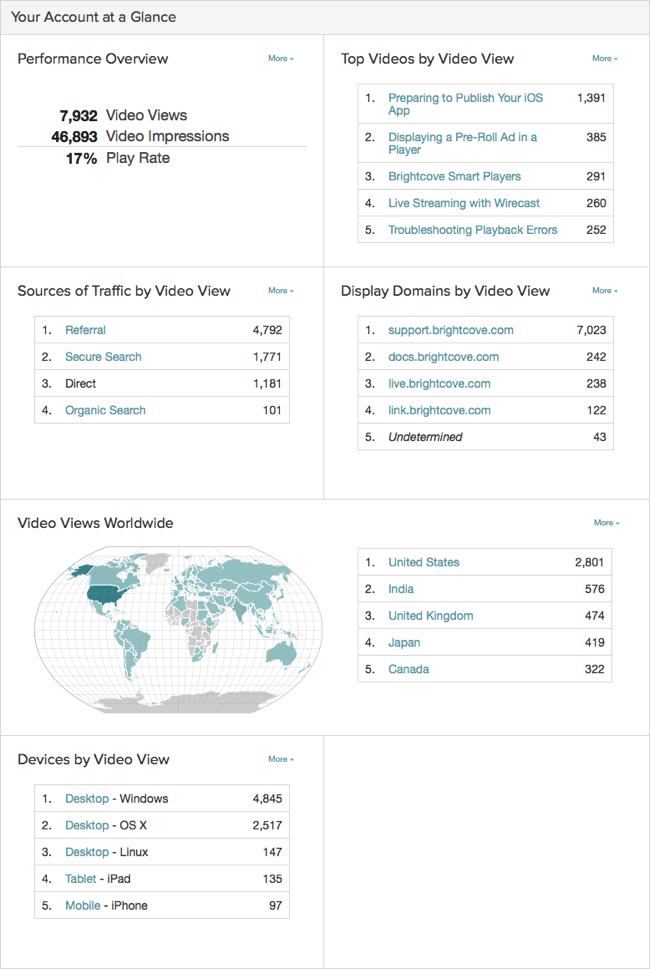 Your Account at a Glance
Performance Overview
More »
7,932 Video Views
46,893 Video Impressions
17% Play Rate
Top Videos by Video View
More »
1. Preparing to Publish Your iOS 1,391
App
2. Displaying a Pre-Roll Ad in a 385
Player
3. Brightcove Smart Players 291
4. Live Streaming with Wirecast 260
5. Troubleshooting Playback Errors 252
Sources of Traffic by Video View
More »
1. Referral 4,792
2. Secure Search 1,771
3. Direct 1,181
4. Organic Search 101
Display Domains by Video View
More »
1. support.brightcove.com 7,023
2. docs.brightcove.com 242
3. live.brightcove.com 238
4. link.brightcove.com 122
5. Undetermined 43
Video Views Worldwide
More »
1. United States 2,801
2. India 576
3. United Kingdom 474
4. Japan 419
5. Canada 322
Devices by Video View
More »
1. Desktop - Windows 4,845
2. Desktop - OS X 2,517
3. Desktop - Linux 147
4. Tablet - iPad 135
5. Mobile - iPhone 97